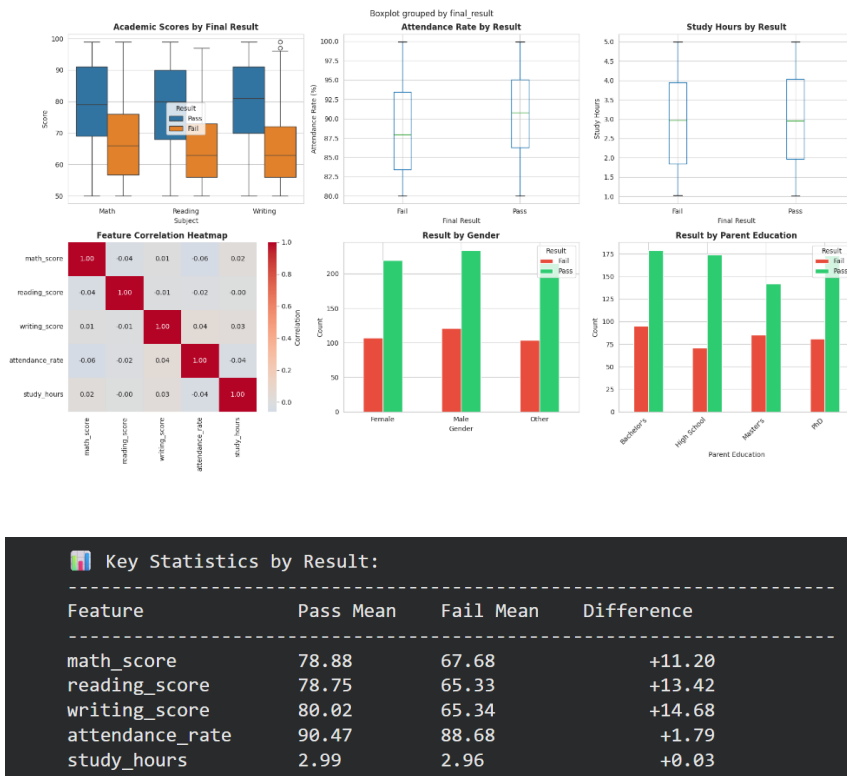 Boxplot grouped by final_result
Academic Scores by Final Result
100
90
80
70
60
50
Score
Math
Reading
Writing
Subject
Result
Pass
Fail
Attendance Rate by Result
100.0
97.5
95.0
92.5
90.0
87.5
85.0
82.5
80.0
Attendance Rate (%)
Fail
Pass
Final Result
Study Hours by Result
5.0
4.5
4.0
3.5
3.0
2.5
2.0
1.5
1.0
Study Hours
Fail
Pass
Final Result
Feature Correlation Heatmap
math_score
1.00 -0.04 0.01 -0.06 0.02
reading_score
-0.04 1.00 -0.01 -0.02 -0.00
writing_score
0.01 -0.01 1.00 0.04 0.03
attendance_rate
-0.06 -0.02 0.04 1.00 -0.04
study_hours
0.02 -0.00 0.03 -0.04 1.00
math_score
reading_score
writing_score
attendance_rate
study_hours
1.0
0.8
0.6
0.4
0.2
0.0
Correlation
Result by Gender
200
150
100
50
0
Count
Female
Male
Other
Gender
Result
Fail
Pass
Result by Parent Education
175
150
125
100
75
50
25
0
Count
Bachelor's
High School
Master's
PhD
Parent Education
Result
Fail
Pass
Key Statistics by Result:
--------------------------------------------------------------------
Feature Pass Mean Fail Mean Difference
--------------------------------------------------------------------
math_score 78.88 67.68 +11.20
reading_score 78.75 65.33 +13.42
writing_score 80.02 65.34 +14.68
attendance_rate 90.47 88.68 +1.79
study_hours 2.99 2.96 +0.03